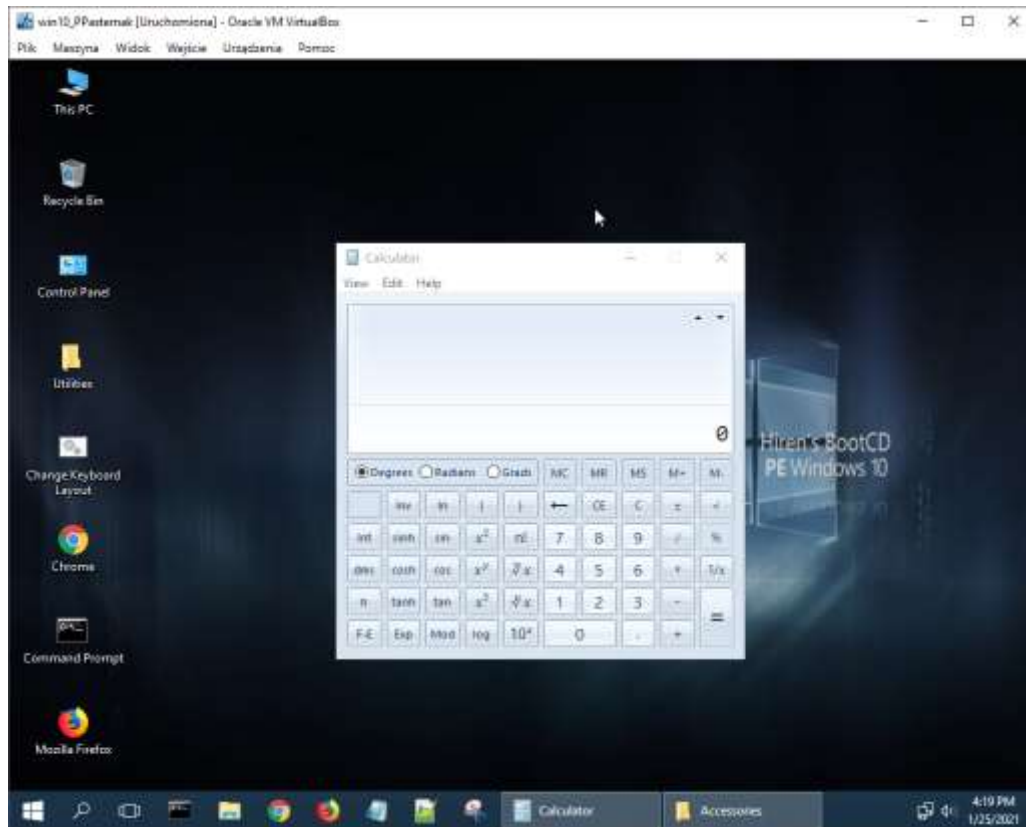 win10_PPasternak [Uruchomiona] - Oracle VM VirtualBox
Plik Maszyna Widok Wejście Urządzenia Pomoc
This PC
Recycle Bin
Control Panel
Utilities
Change Keyboard
Layout
Chrome
Command Prompt
Mozilla Firefox
Calculator
View Edit Help
0
Degrees Radians Grads MC MR MS M+ M-
Inv ln ( ) ← CE C ± √
Int sinh sin x² n! 7 8 9 / %
dms cosh cos xʸ ʸ√x 4 5 6 * 1/x
π tanh tan x³ ³√x 1 2 3 - =
F-E Exp Mod log 10ˣ 0 . +
Hiren's BootCD
PE Windows 10
Calculator
Accessories
4:19 PM
1/25/2021